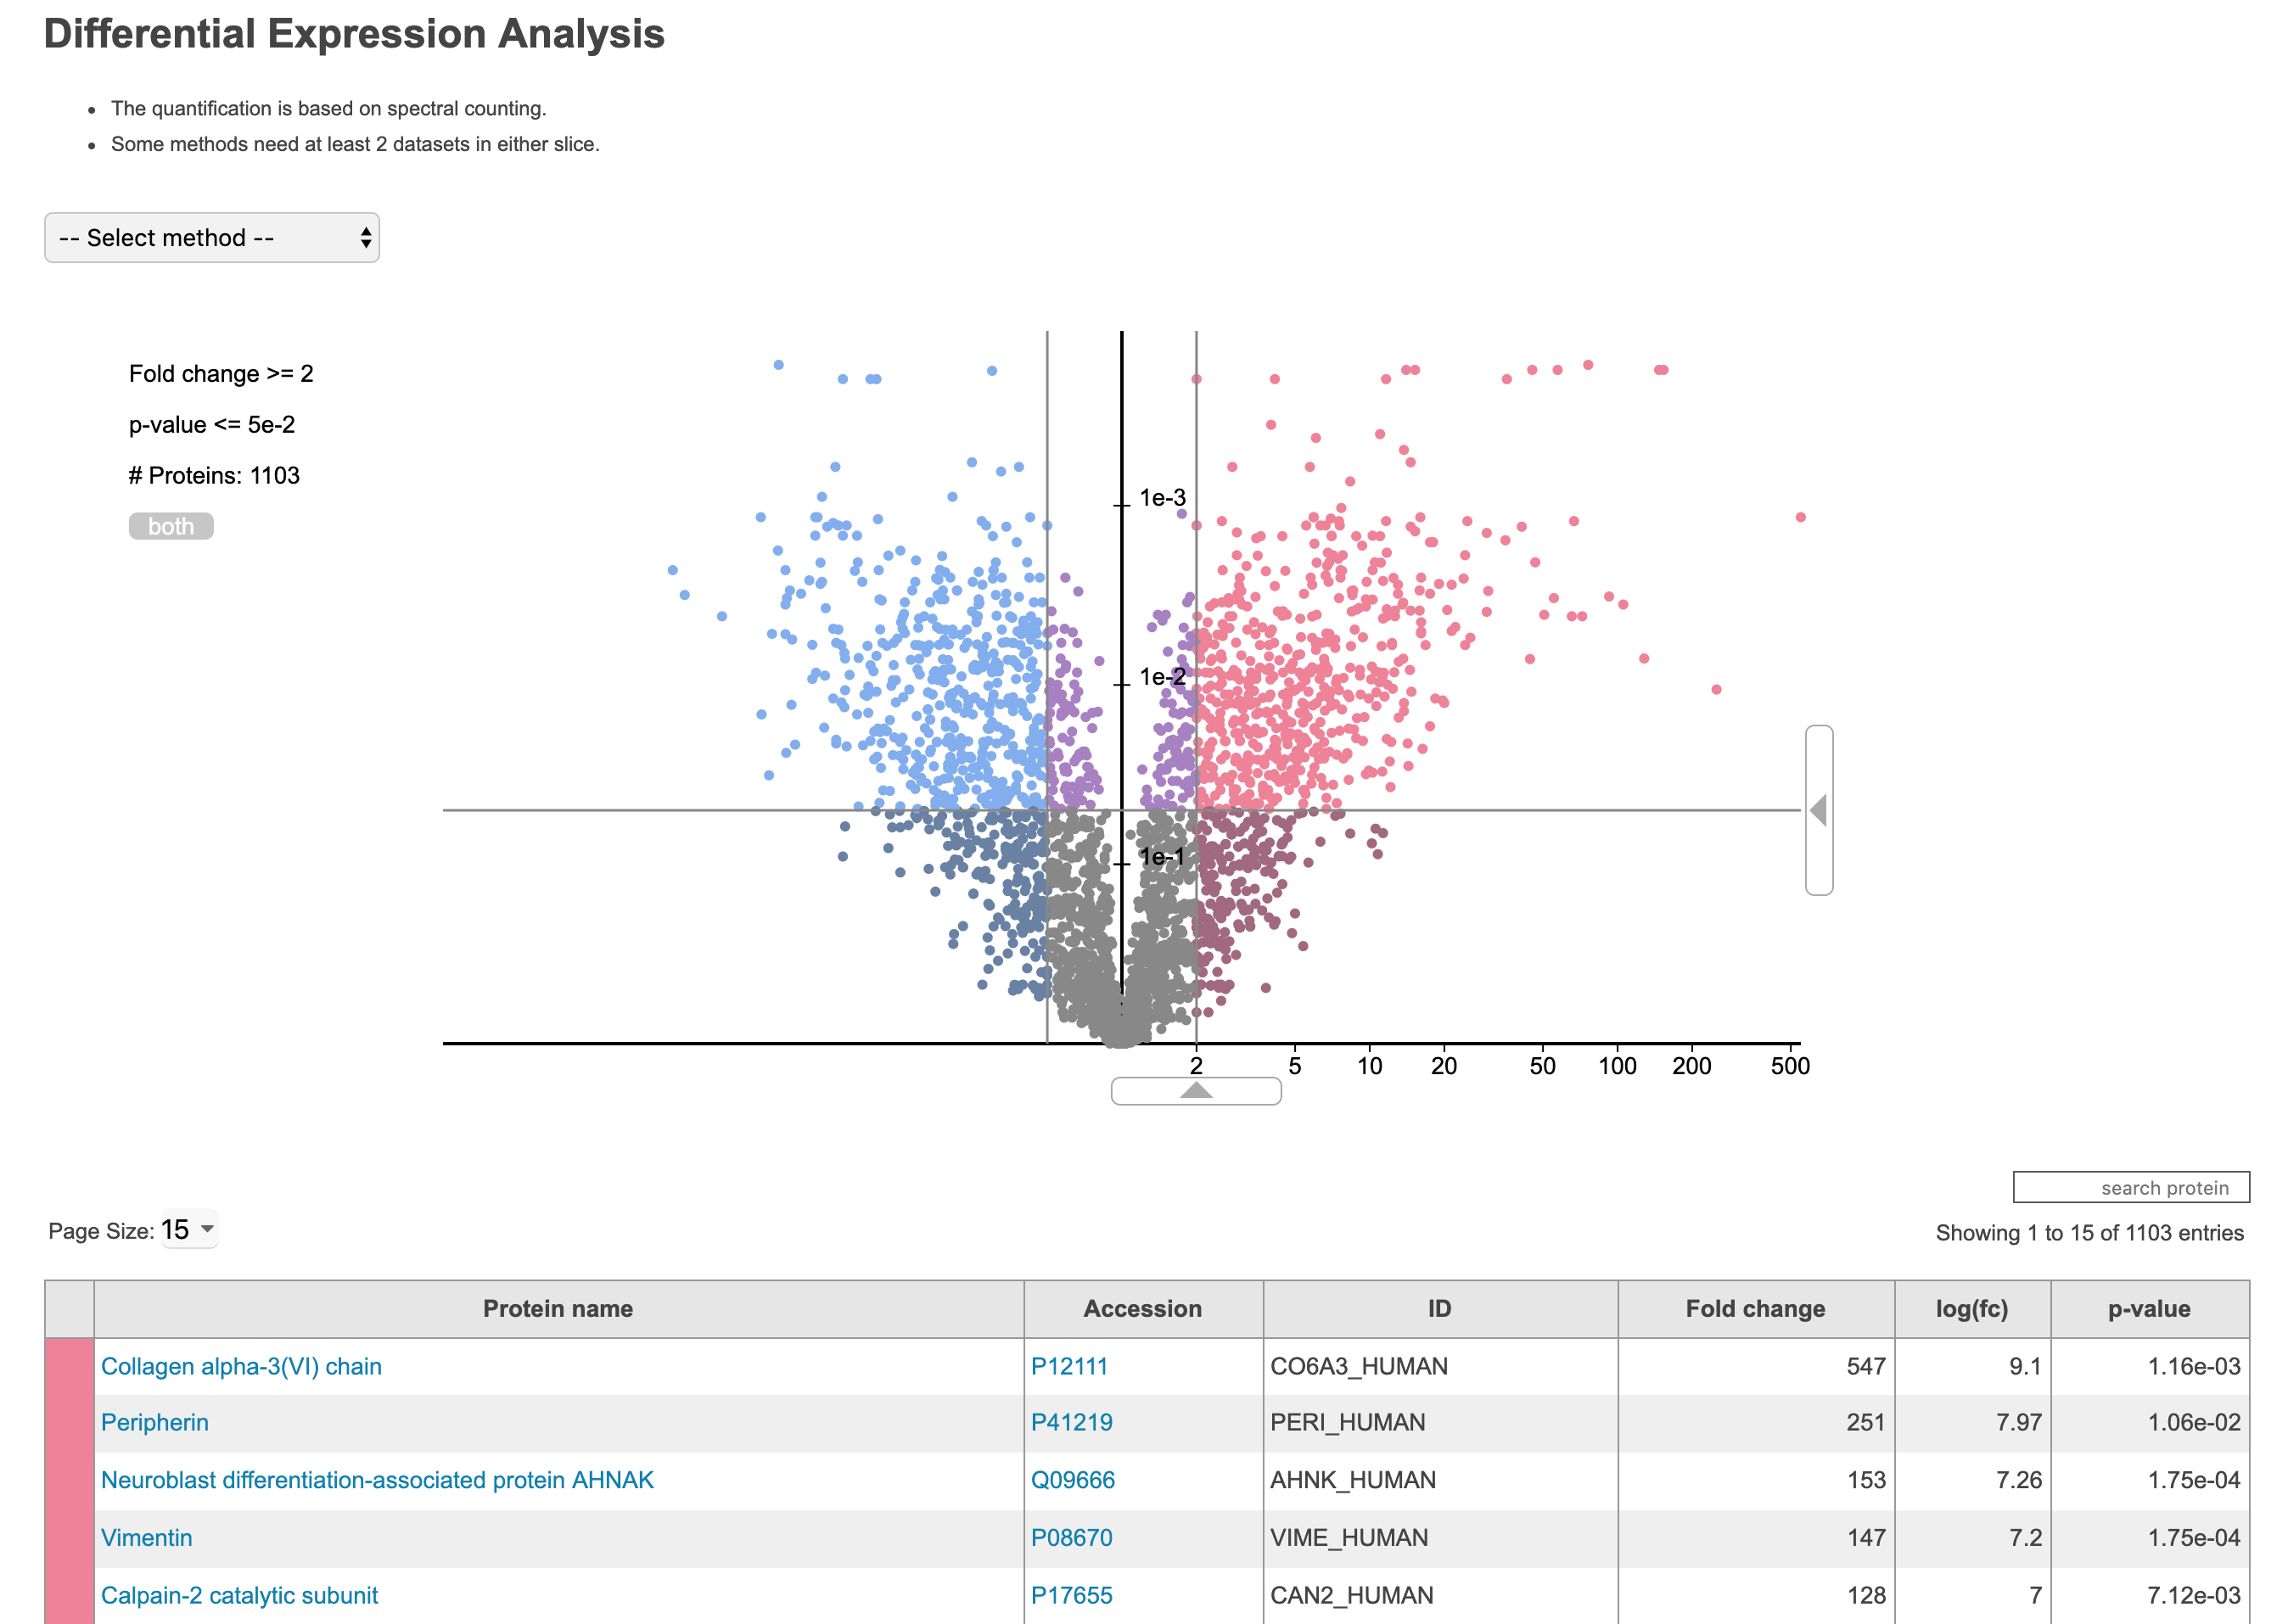 Differential Expression Analysis
• The quantification is based on spectral counting.
• Some methods need at least 2 datasets in either slice.
-- Select method --
Fold change >= 2
p-value <= 5e-2
# Proteins: 1103
both
1e-3
1e-2
1e-1
2 5 10 20 50 100 200 500
search protein
Page Size: 15
Showing 1 to 15 of 1103 entries
Protein name Accession ID Fold change log(fc) p-value
Collagen alpha-3(VI) chain P12111 CO6A3_HUMAN 547 9.1 1.16e-03
Peripherin P41219 PERI_HUMAN 251 7.97 1.06e-02
Neuroblast differentiation-associated protein AHNAK Q09666 AHNK_HUMAN 153 7.26 1.75e-04
Vimentin P08670 VIME_HUMAN 147 7.2 1.75e-04
Calpain-2 catalytic subunit P17655 CAN2_HUMAN 128 7 7.12e-03